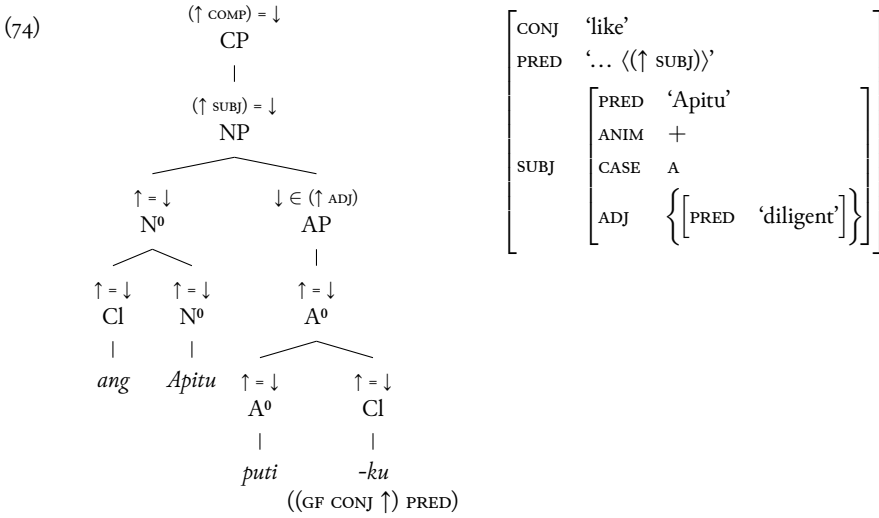 (74)
(↑ COMP) = ↓
CP
(↑ SUBJ) = ↓
NP
↑ = ↓ ↓ ∈ (↑ ADJ)
N⁰ AP
↑ = ↓ ↑ = ↓ ↑ = ↓
Cl N⁰ A⁰
ang Apitu ↑ = ↓ ↑ = ↓
A⁰ Cl
puti -ku
((GF CONJ ↑) PRED)
CONJ ‘like’
PRED ‘… ⟨(↑ SUBJ)⟩’
PRED ‘Apitu’
ANIM +
SUBJ CASE A
ADJ {[PRED ‘diligent’]}